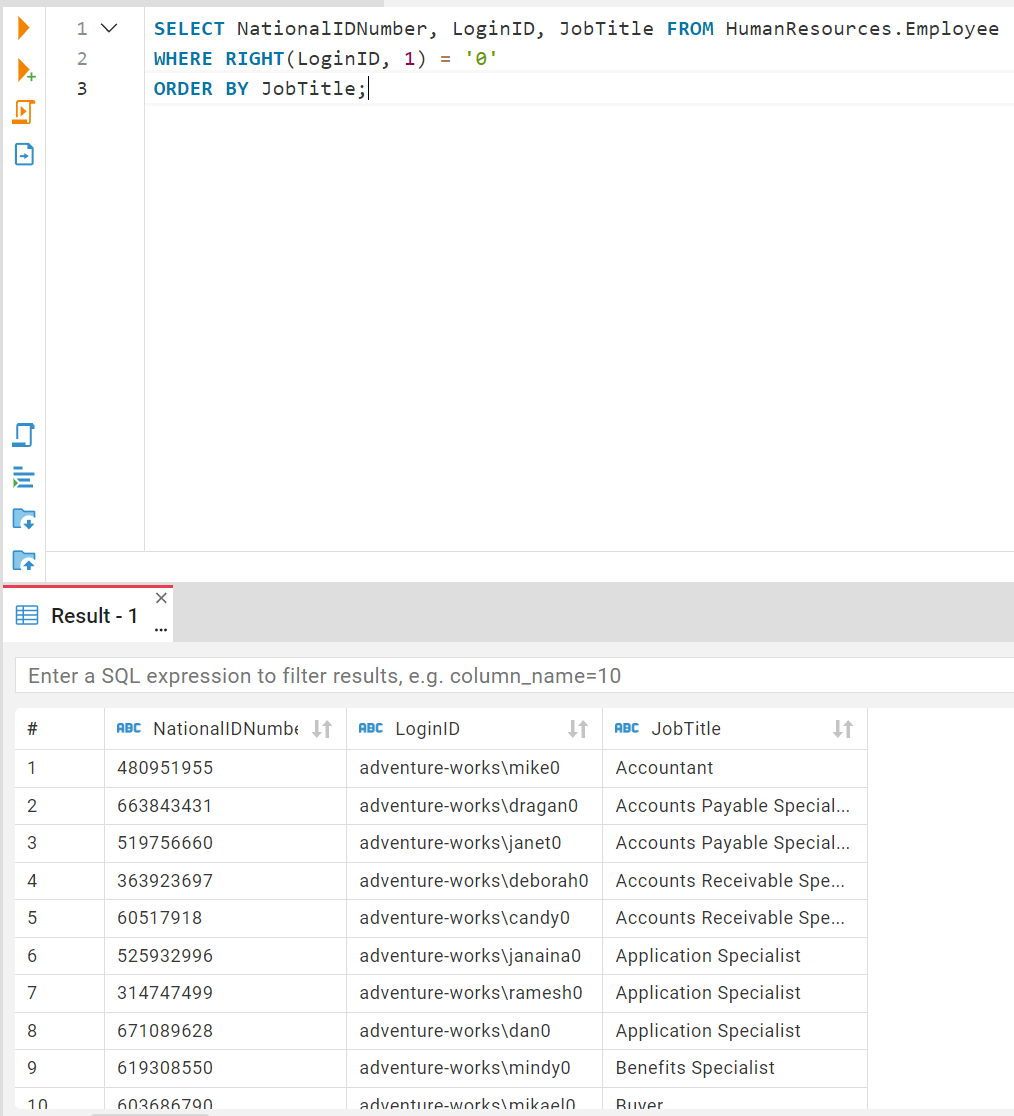 1 SELECT NationalIDNumber, LoginID, JobTitle FROM HumanResources.Employee
2 WHERE RIGHT(LoginID, 1) = '0'
3 ORDER BY JobTitle;
Result - 1
Enter a SQL expression to filter results, e.g. column_name=10
# ABC NationalIDNumbe ABC LoginID ABC JobTitle
1 480951955 adventure-works\mike0 Accountant
2 663843431 adventure-works\dragan0 Accounts Payable Special...
3 519756660 adventure-works\janet0 Accounts Payable Special...
4 363923697 adventure-works\deborah0 Accounts Receivable Spe...
5 60517918 adventure-works\candy0 Accounts Receivable Spe...
6 525932996 adventure-works\janaina0 Application Specialist
7 314747499 adventure-works\ramesh0 Application Specialist
8 671089628 adventure-works\dan0 Application Specialist
9 619308550 adventure-works\mindy0 Benefits Specialist
10 603686790 adventure-works\mikael0 Buyer